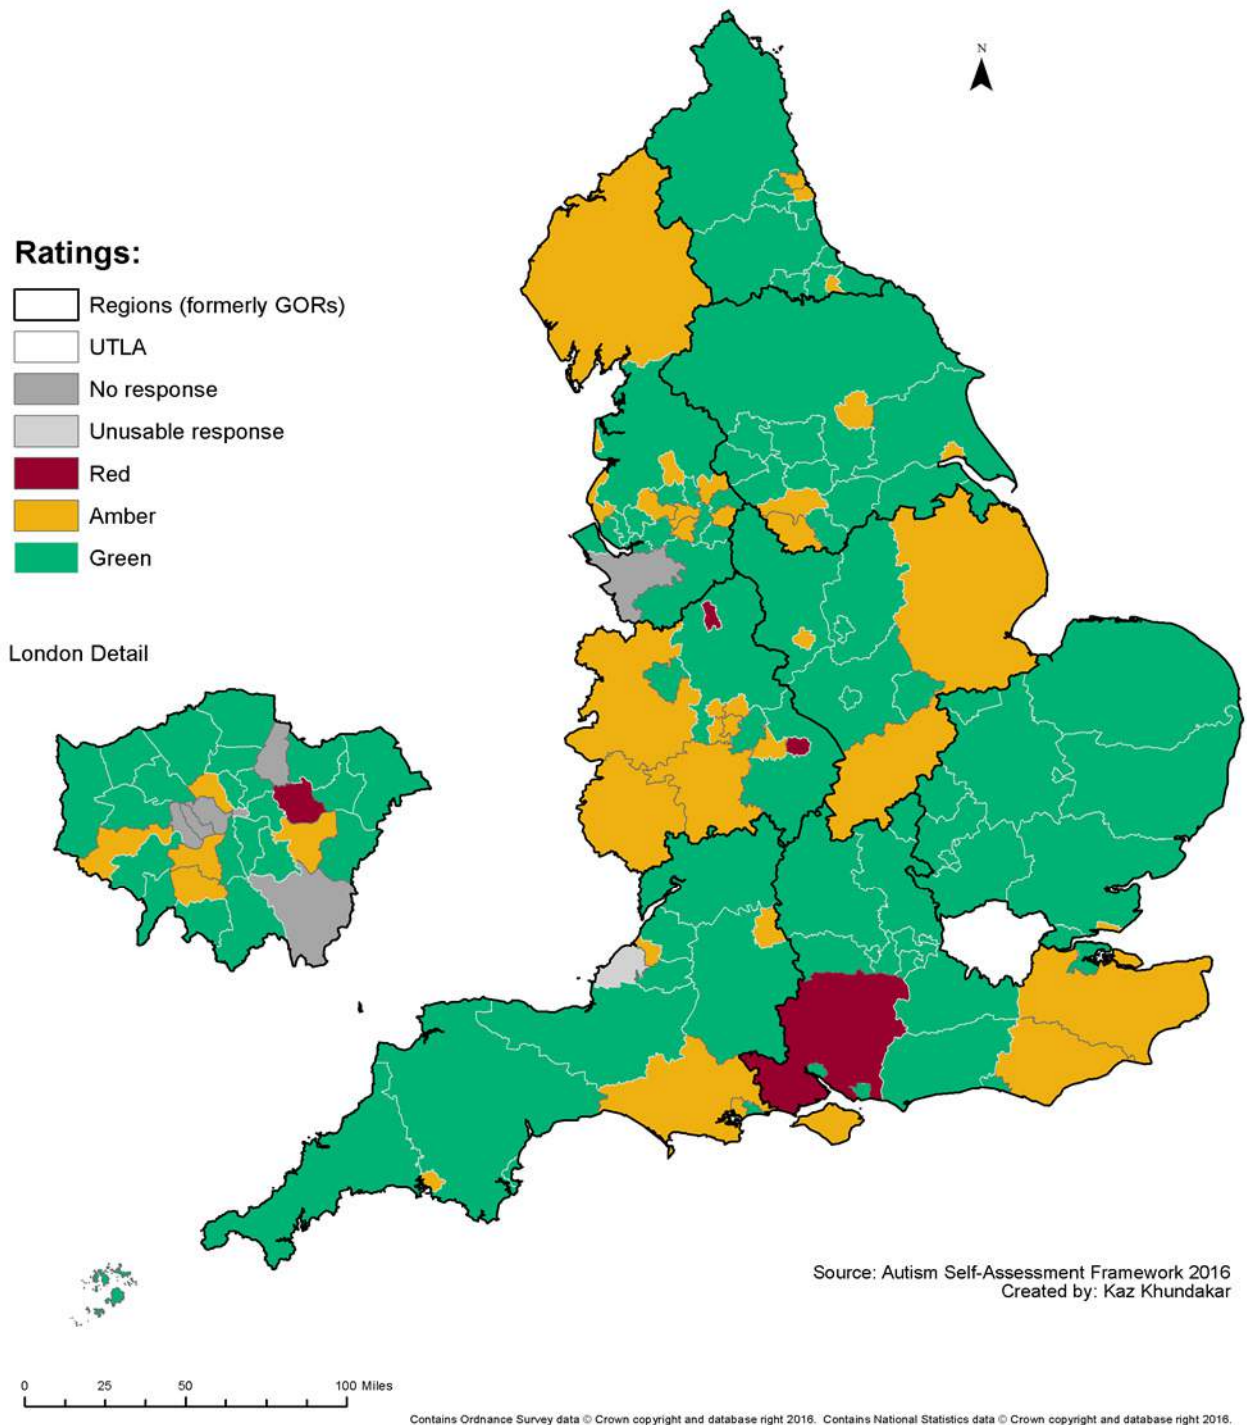 N
Ratings:
Regions (formerly GORs)
UTLA
No response
Unusable response
Red
Amber
Green
London Detail
Source: Autism Self-Assessment Framework 2016
Created by: Kaz Khundakar
0 25 50 100 Miles
Contains Ordnance Survey data © Crown copyright and database right 2016. Contains National Statistics data © Crown copyright and database right 2016.